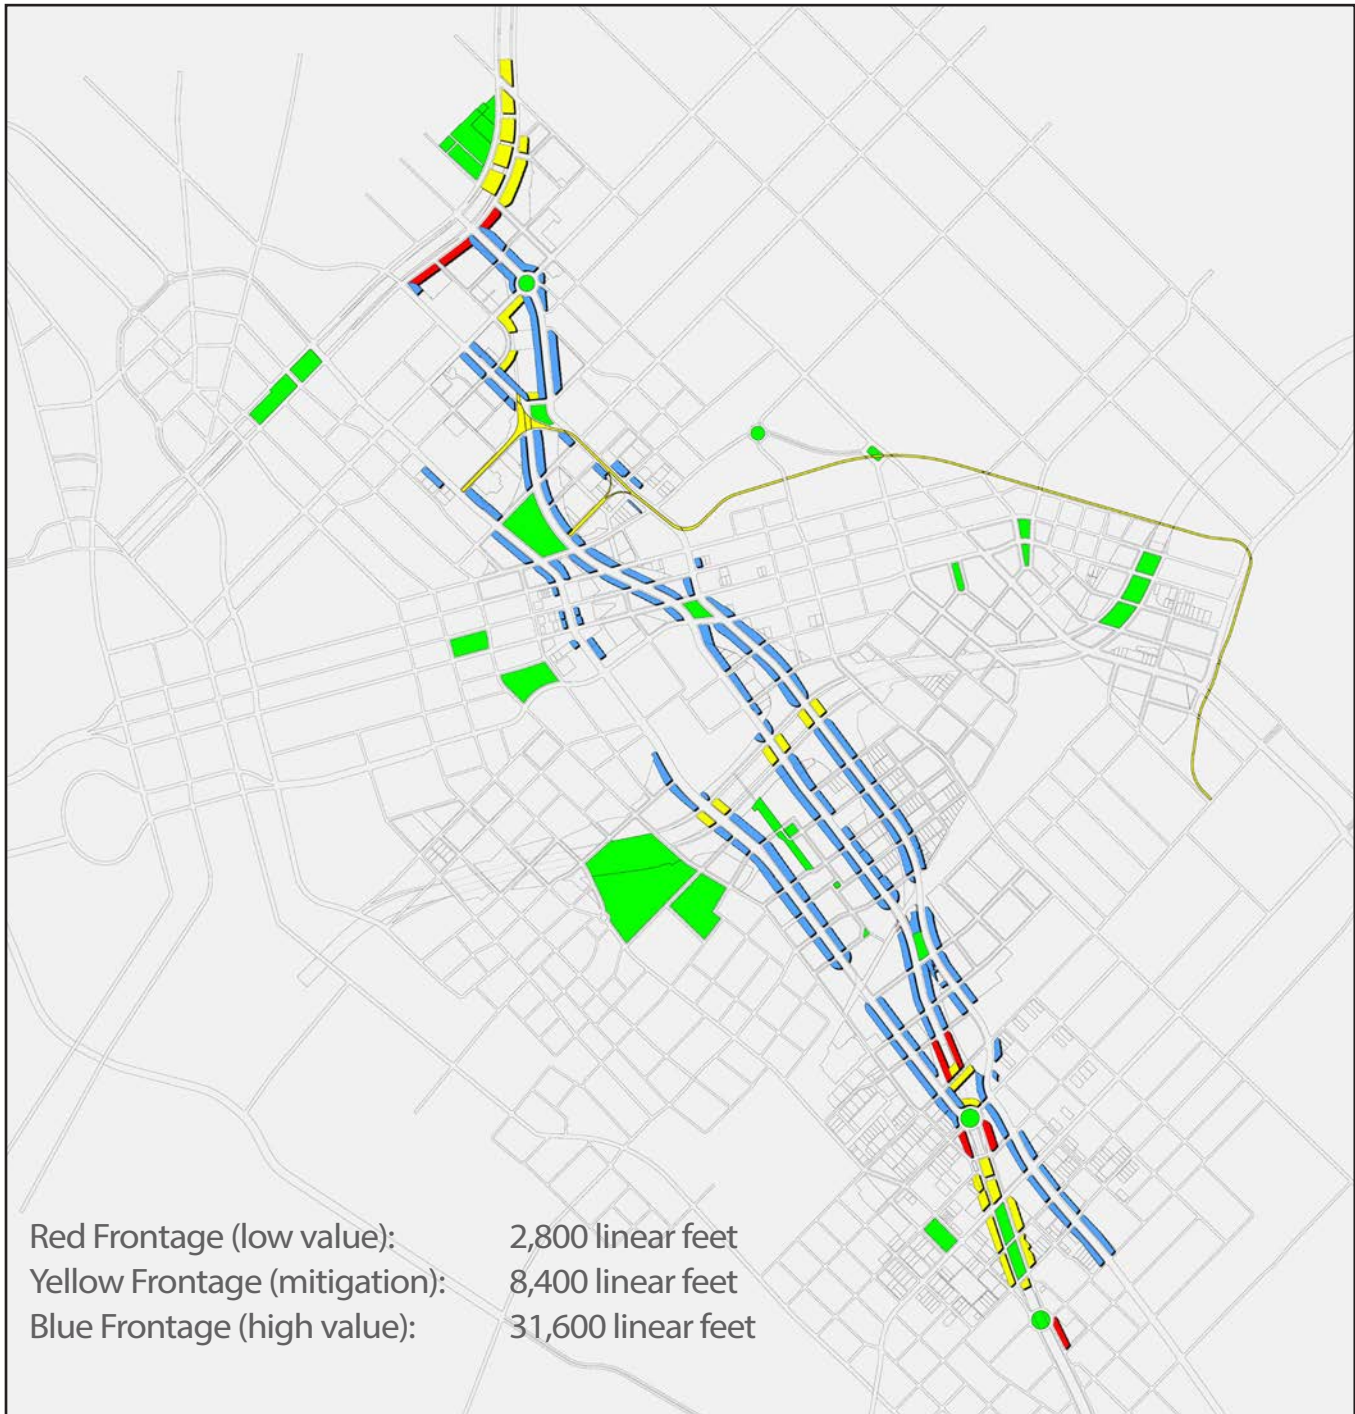 Red Frontage (low value): 2,800 linear feet
Yellow Frontage (mitigation): 8,400 linear feet
Blue Frontage (high value): 31,600 linear feet